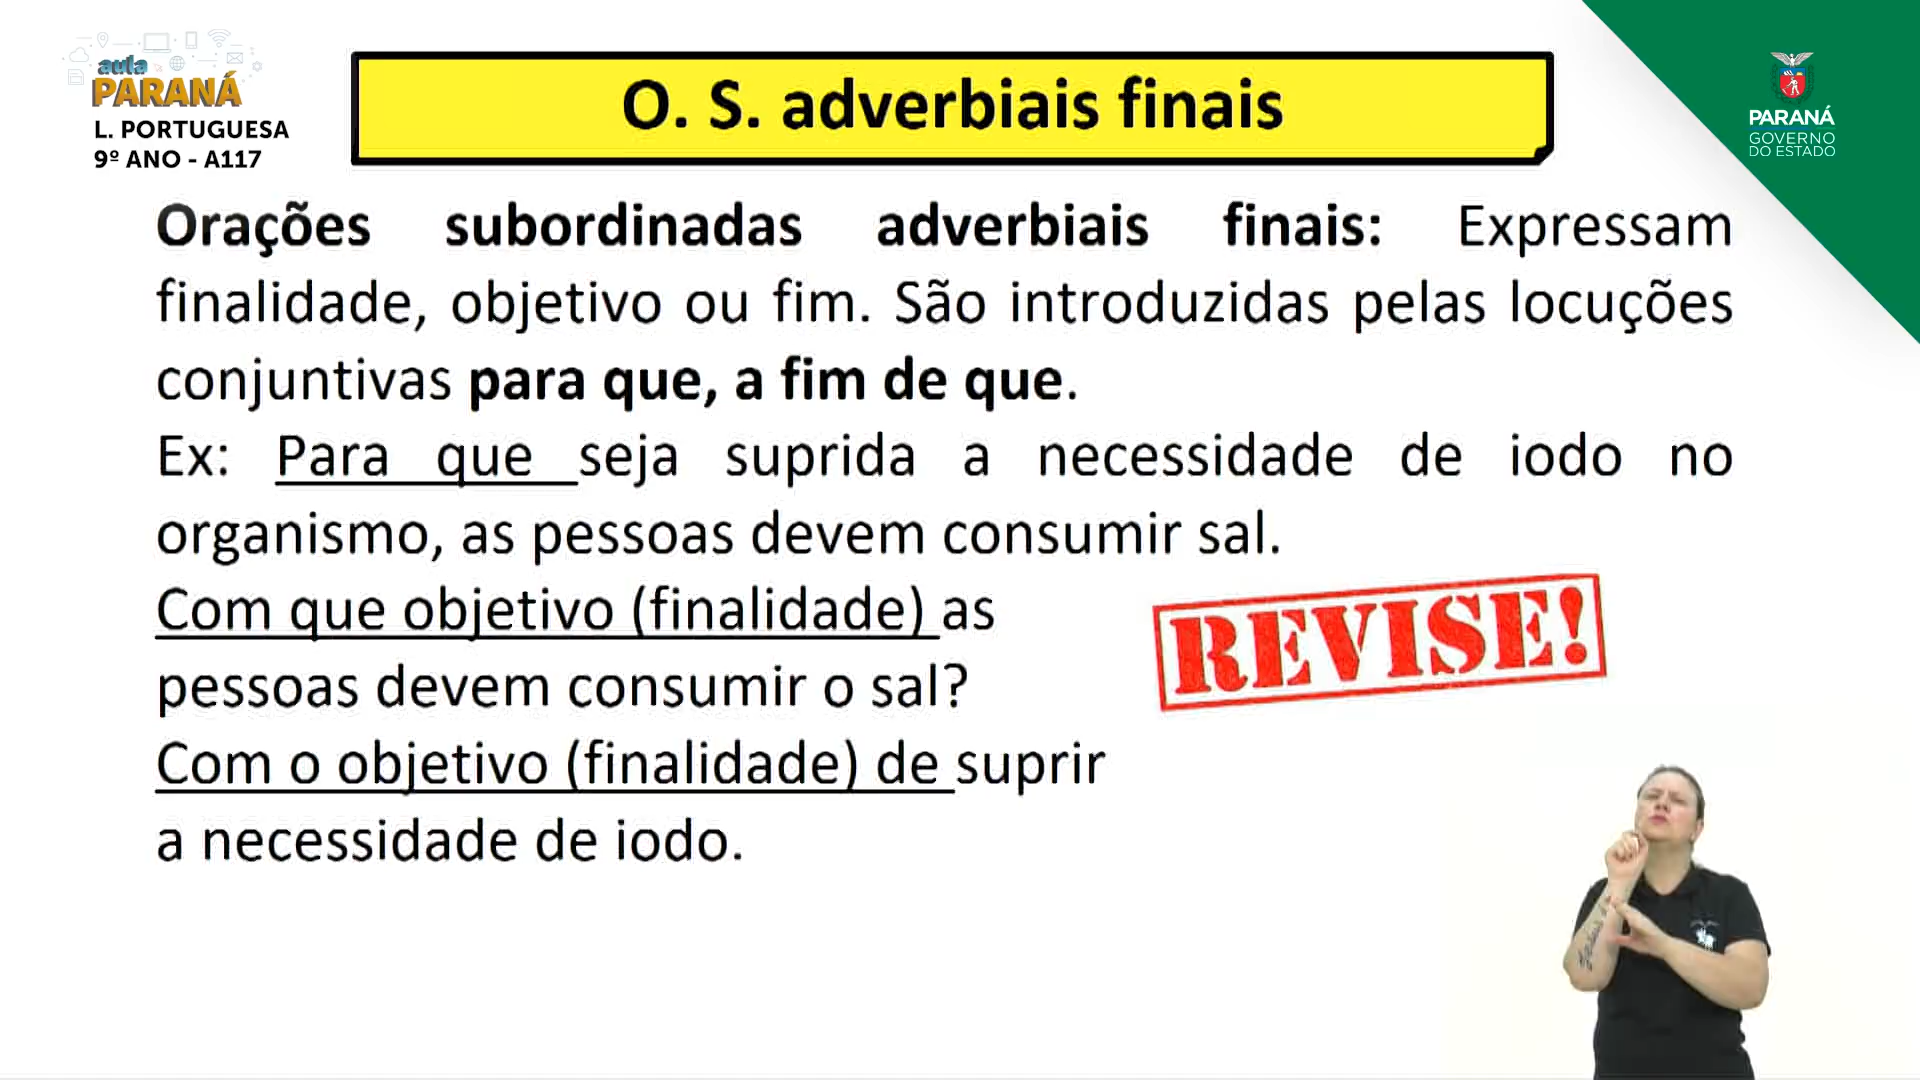 aula
PARANÁ
L. PORTUGUESA
9º ANO - A117
O. S. adverbiais finais
PARANÁ
GOVERNO
DO ESTADO
Orações subordinadas adverbiais finais: Expressam
finalidade, objetivo ou fim. São introduzidas pelas locuções
conjuntivas para que, a fim de que.
Ex: Para que seja suprida a necessidade de iodo no
organismo, as pessoas devem consumir sal.
Com que objetivo (finalidade) as
pessoas devem consumir o sal?
Com o objetivo (finalidade) de suprir
a necessidade de iodo.
REVISE!